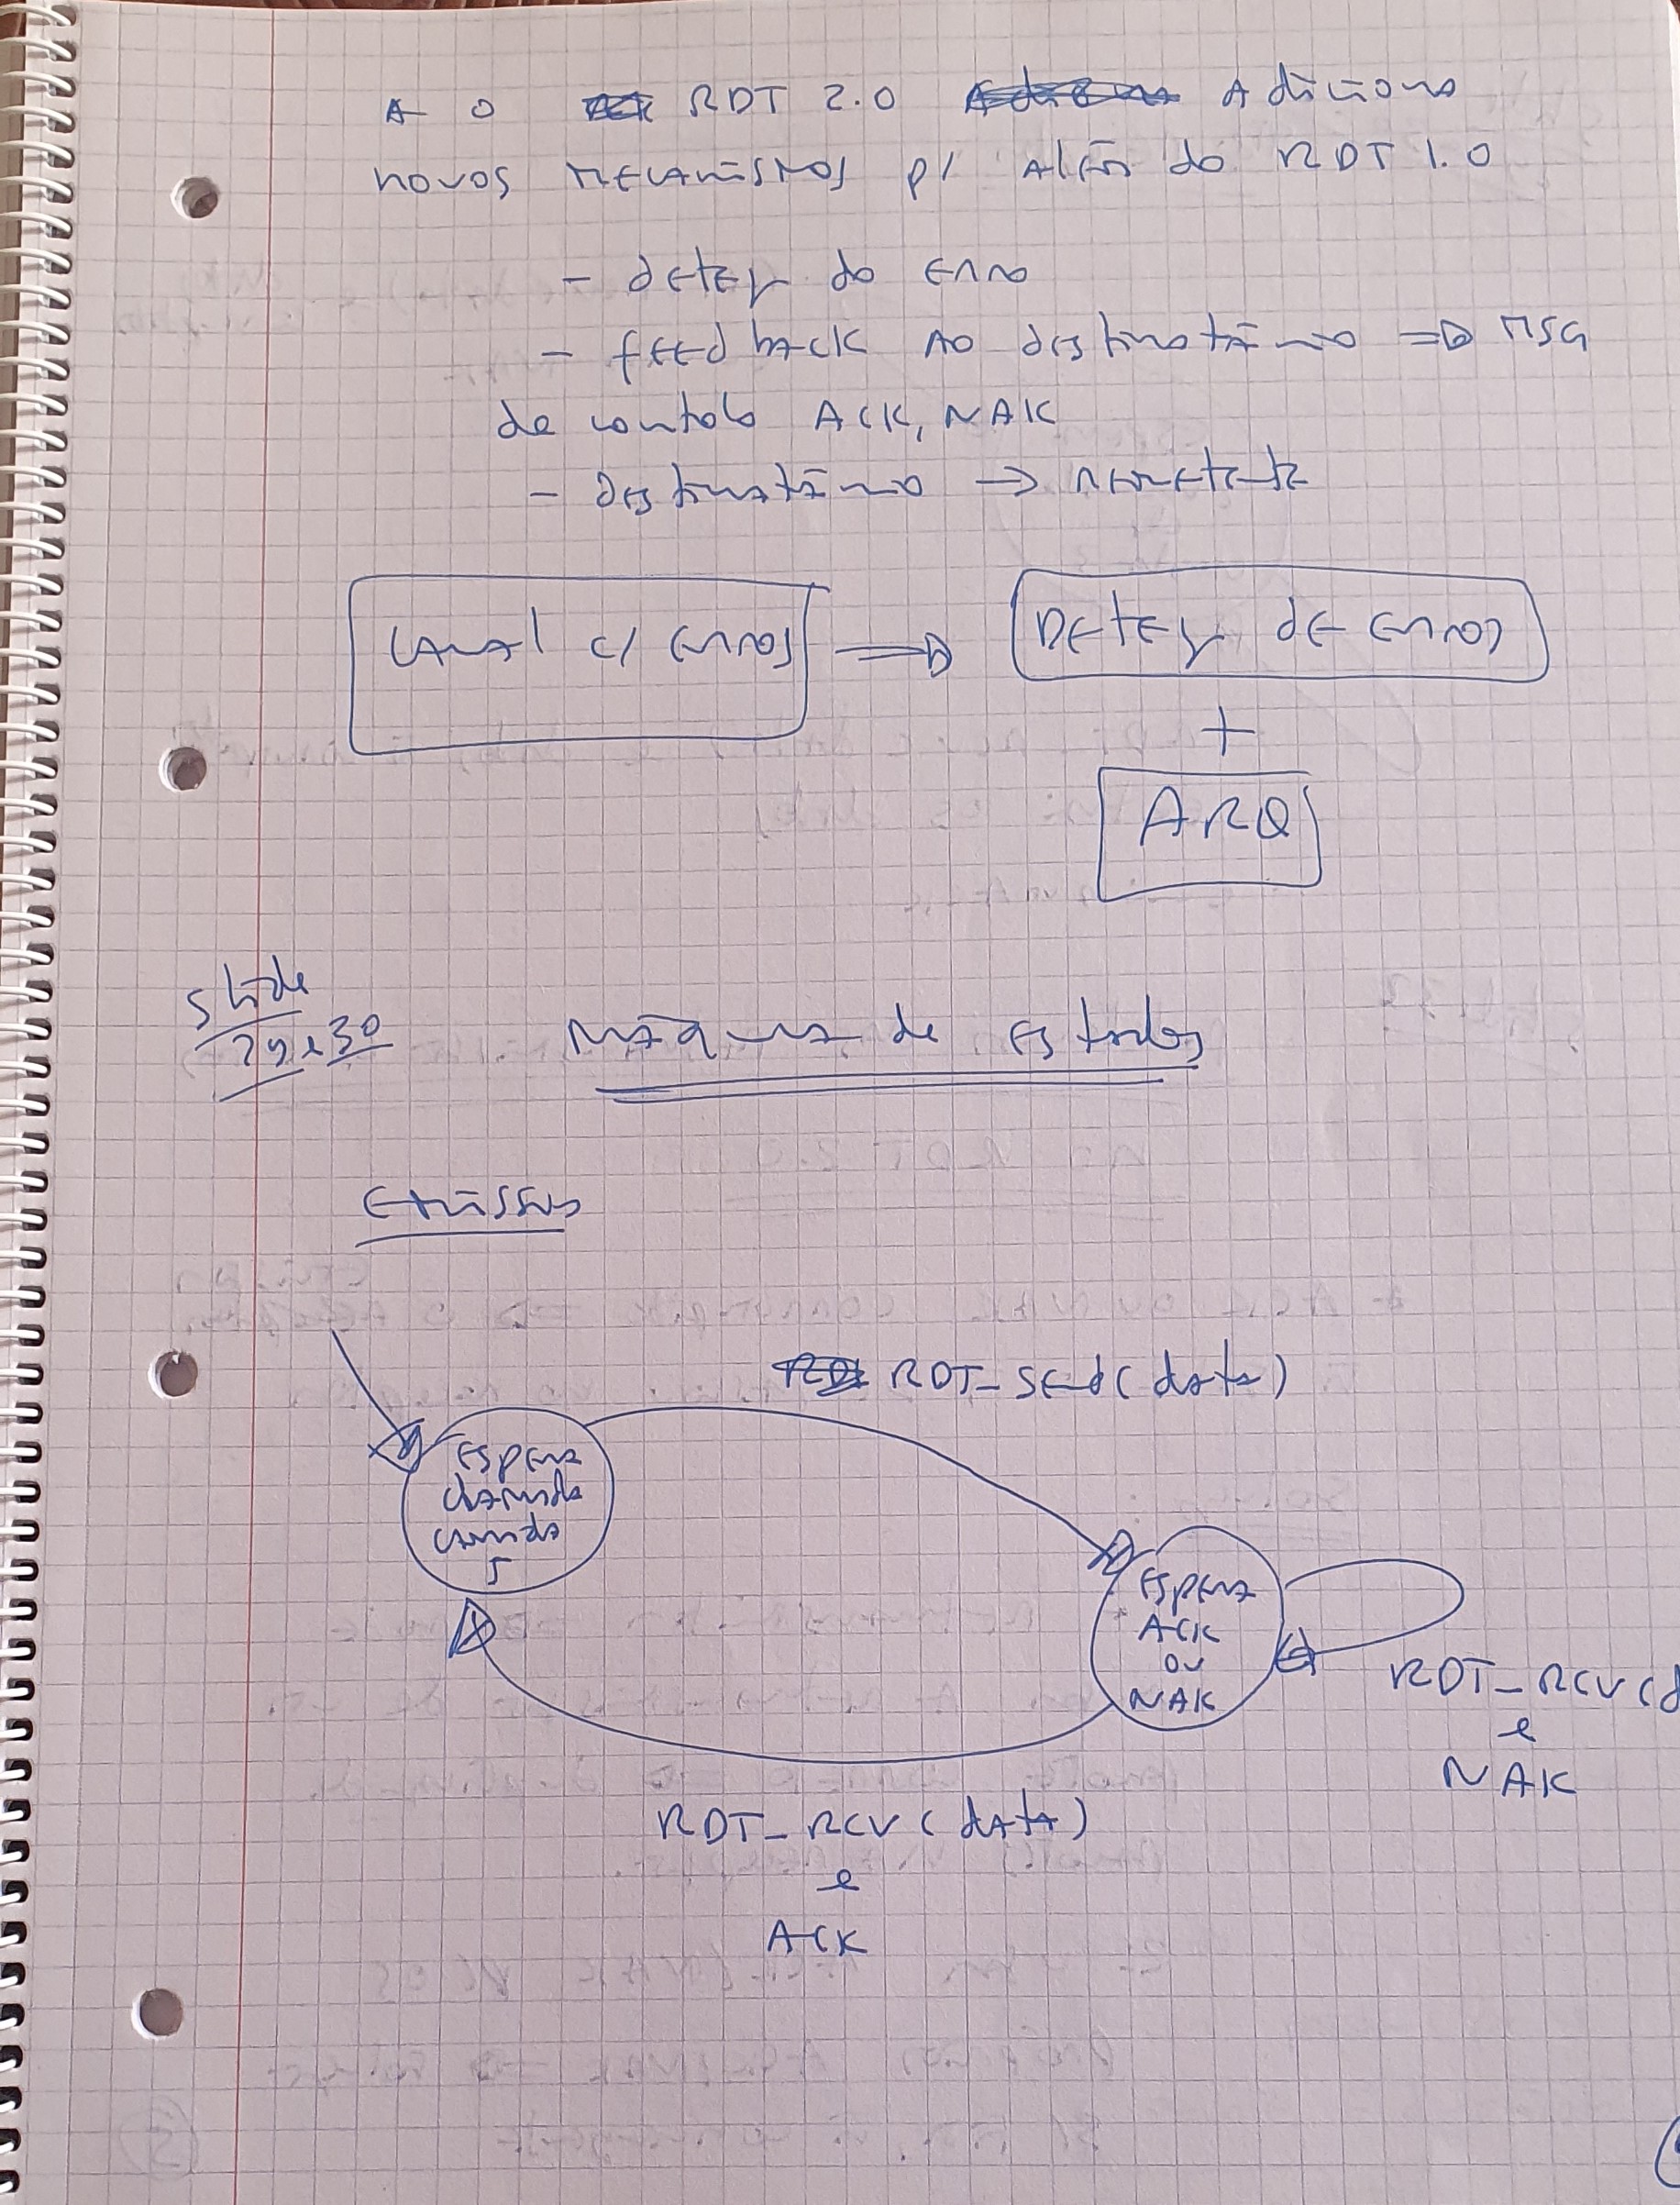 A O RDT 2.0 Adiciona
novos mecanismos p/ além do RDT 1.0
- deteç do erro
- feedback ao destinatário => MSG
de controlo ACK, NAK
- destinatário -> remetente
Canal c/ erros => Deteç de erros
+
ARQ
slide
29 e 30
Máquina de estados
Emissor
RDT_send(data)
Espera
chamada
camada
5
Espera
ACK
ou
NAK
RDT_RCV(d
e
NAK
RDT_RCV(data)
e
ACK